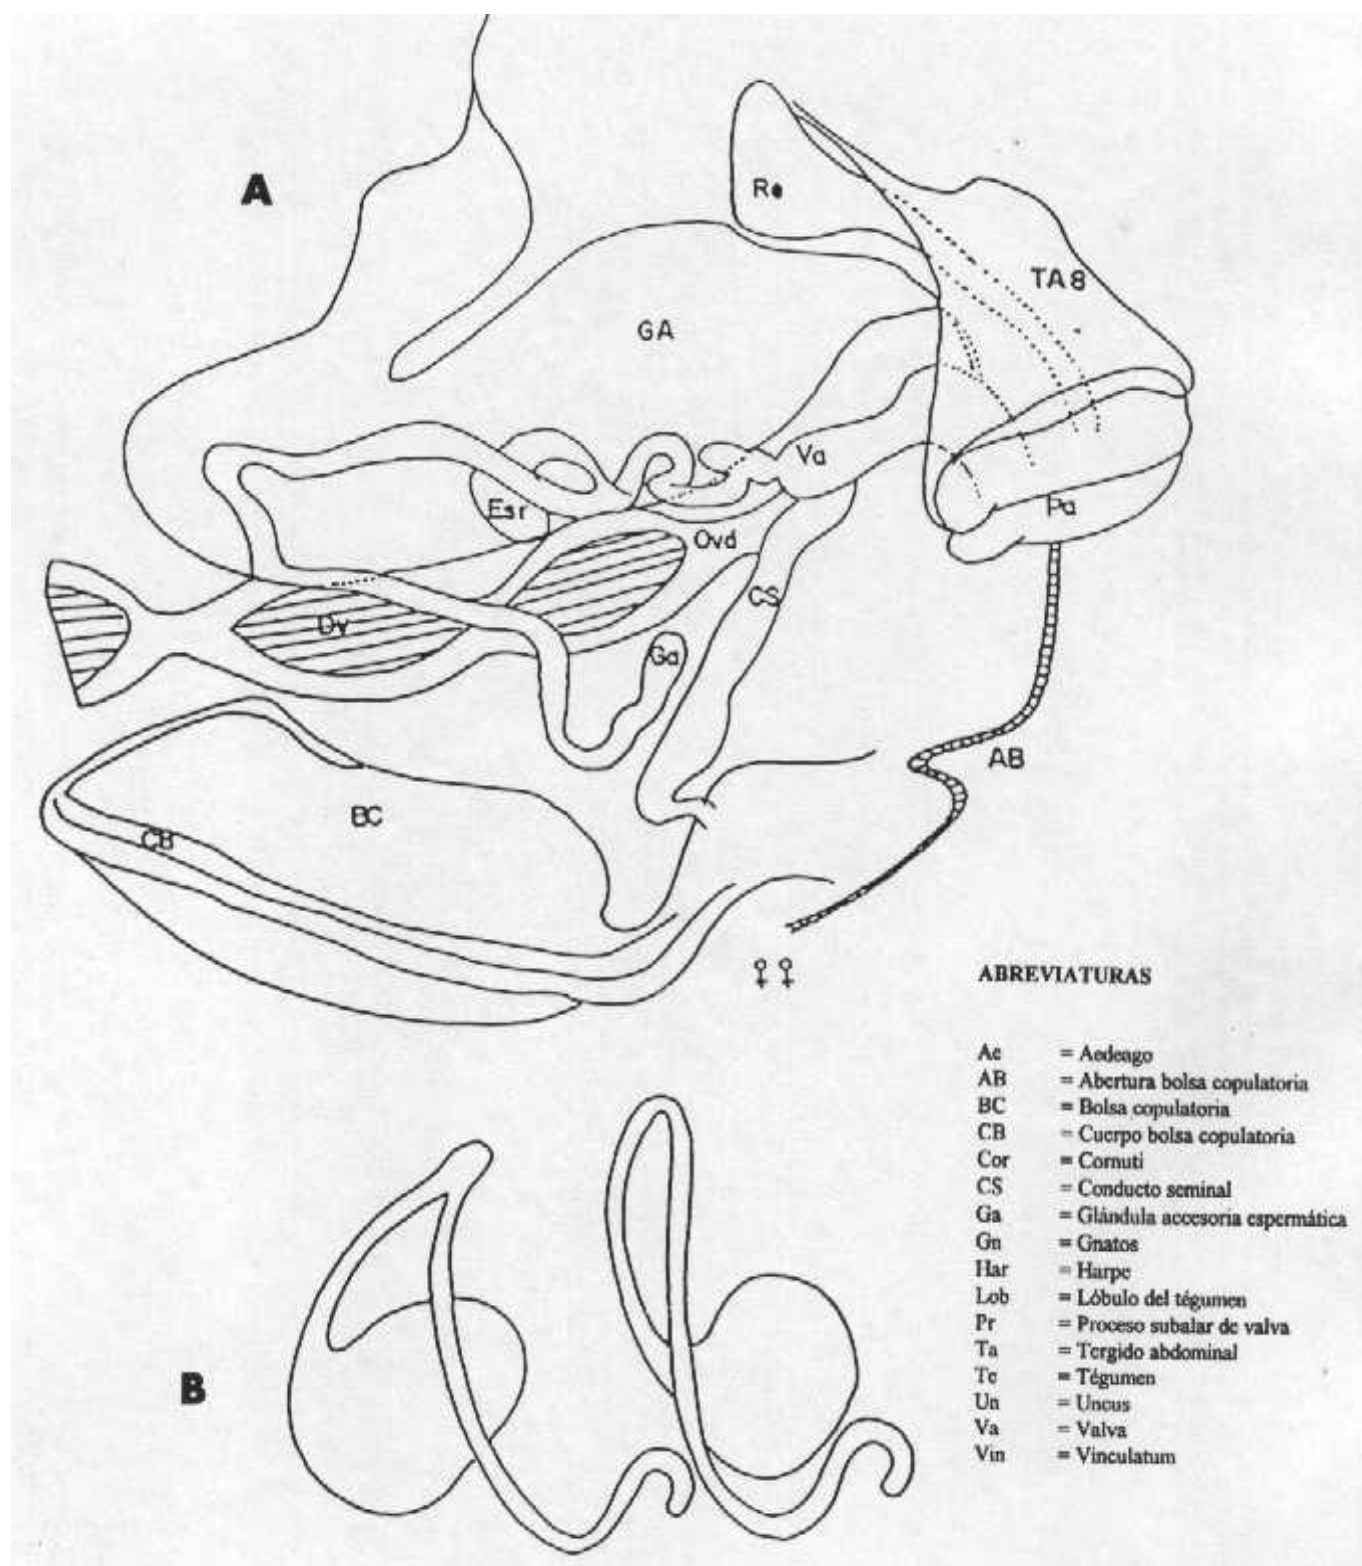 A
Re
TA8
GA
Va
Esr
Pa
Ovd
CS
Dv
Ga
AB
BC
CB
♀♀
ABREVIATURAS
Ae = Aedeago
AB = Abertura bolsa copulatoria
BC = Bolsa copulatoria
CB = Cuerpo bolsa copulatoria
Cor = Cornuti
CS = Conducto seminal
Ga = Glándula accesoria espermática
Gn = Gnatos
Har = Harpe
Lob = Lóbulo del tégumen
Pr = Proceso subalar de valva
Ta = Tergido abdominal
Te = Tégumen
Un = Uncus
Va = Valva
Vin = Vinculatum
B